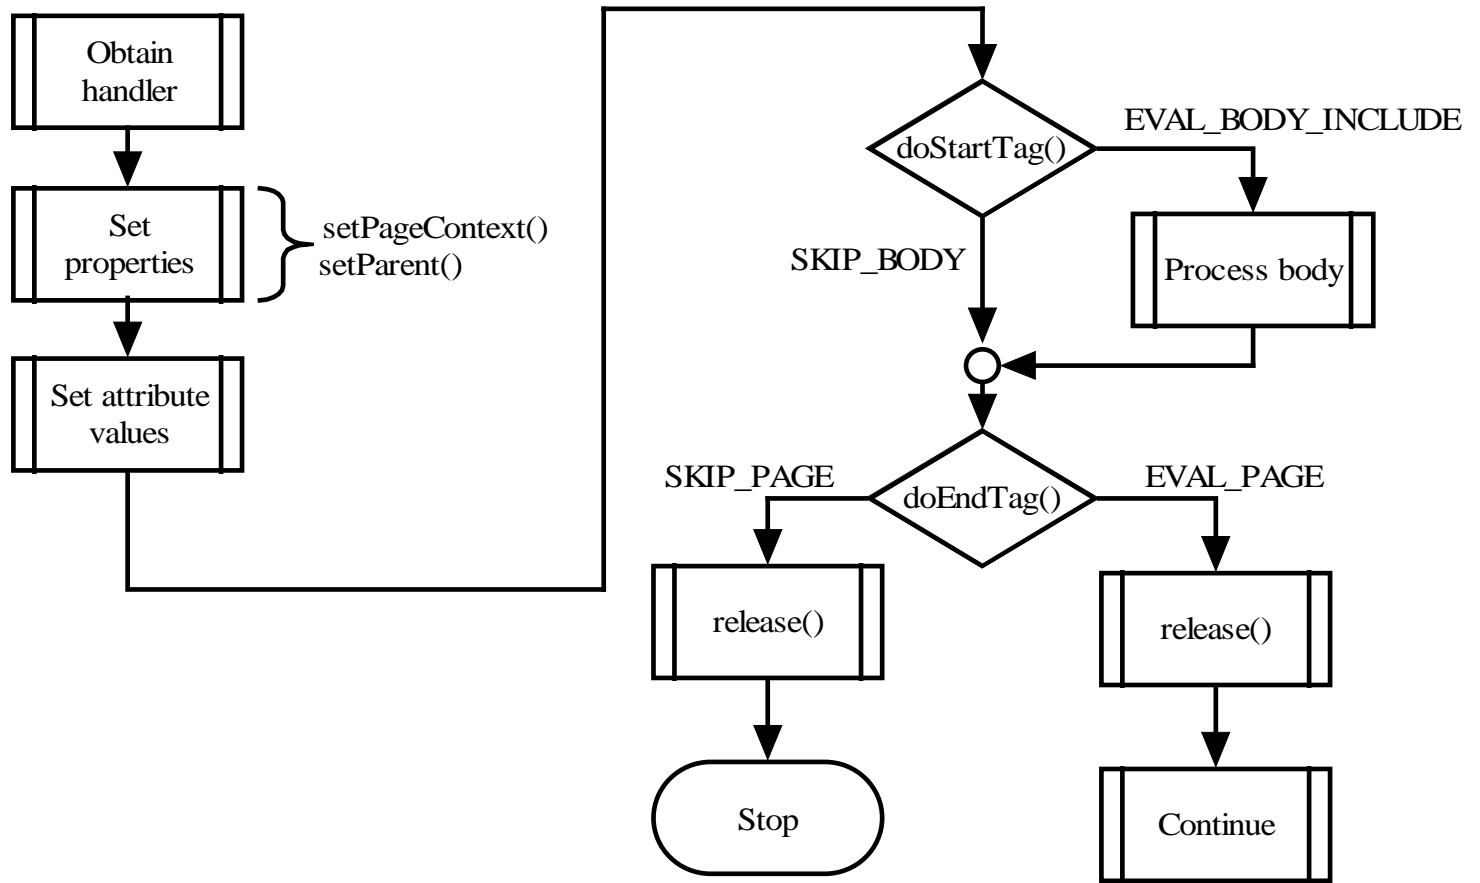 Obtain
handler
Set
properties
setPageContext()
setParent()
Set attribute
values
doStartTag()
EVAL_BODY_INCLUDE
SKIP_BODY
Process body
SKIP_PAGE
doEndTag()
EVAL_PAGE
release()
release()
Stop
Continue